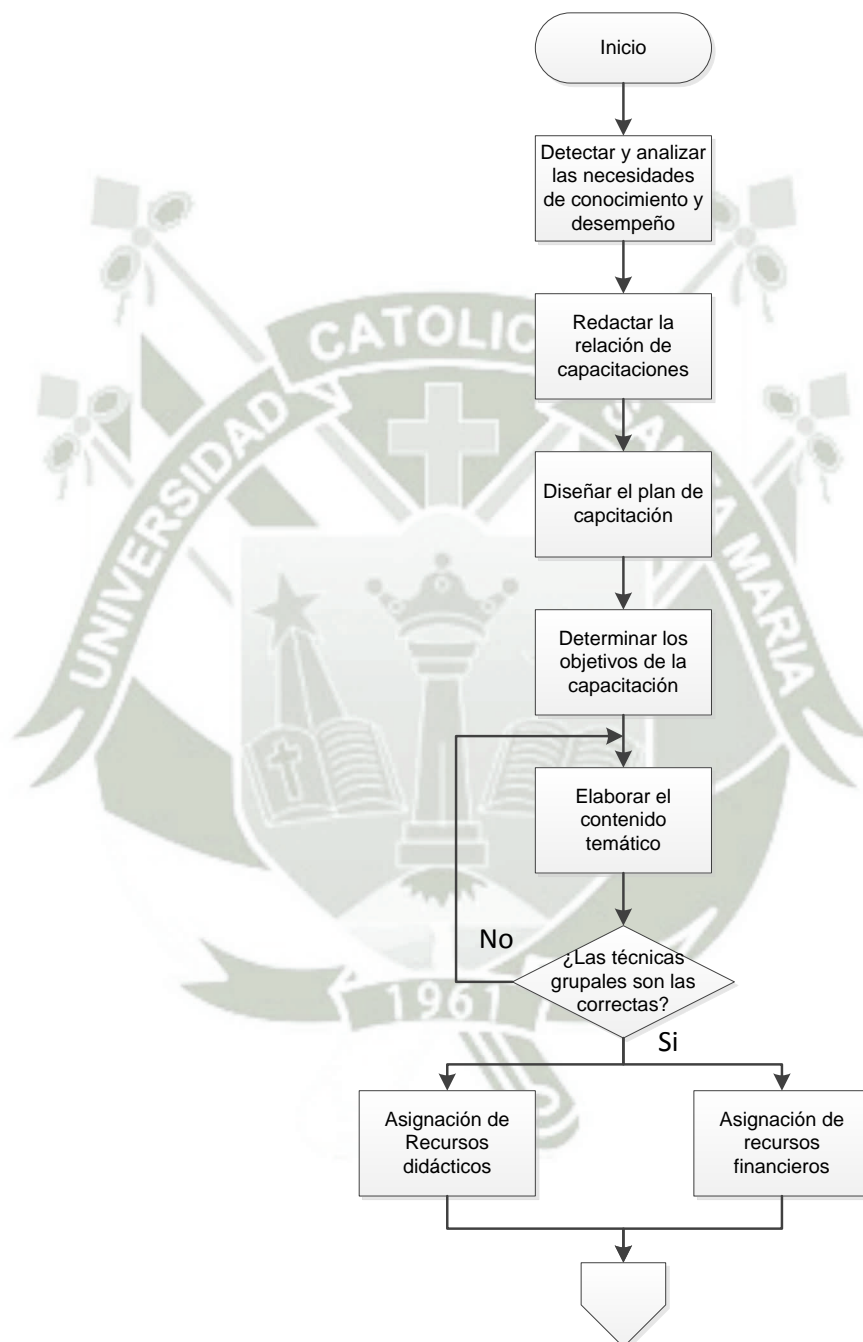 Inicio
Detectar y analizar
las necesidades
de conocimiento y
desempeño
Redactar la
relación de
capacitaciones
Diseñar el plan de
capcitación
Determinar los
objetivos de la
capacitación
Elaborar el
contenido
temático
¿Las técnicas
grupales son las
correctas?
No
Si
Asignación de
Recursos
didácticos
Asignación de
recursos
financieros
UNIVERSIDAD
CATOLIC
MARIA
1961